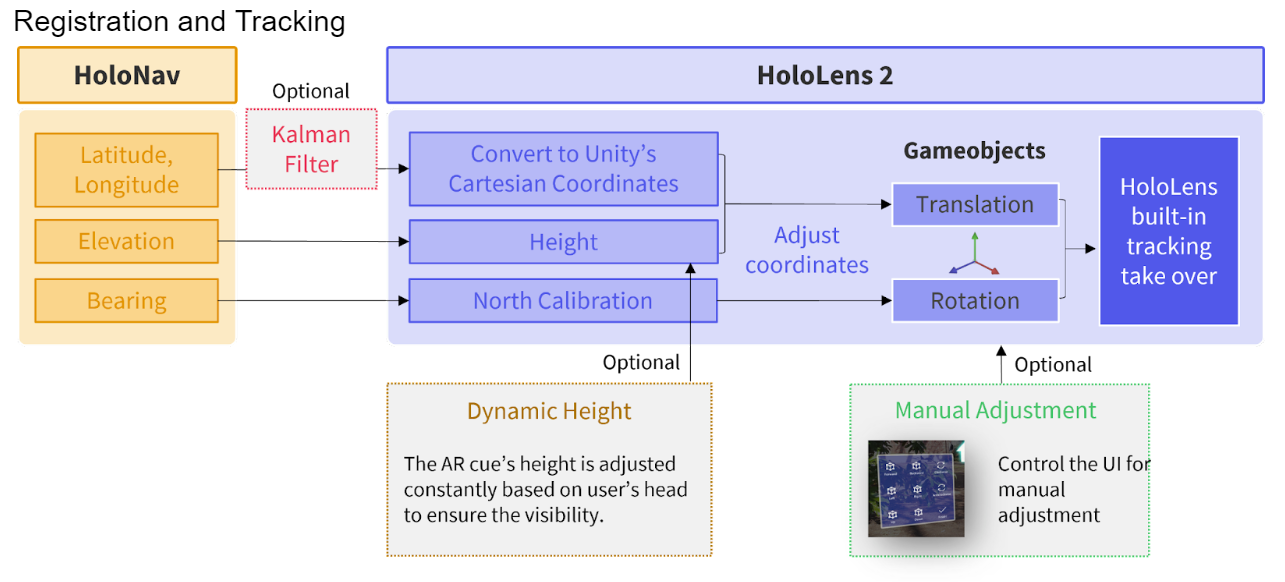 Registration and Tracking
HoloNav
HoloLens 2
Optional
Kalman
Filter
Latitude,
Longitude
Convert to Unity's
Cartesian Coordinates
Gameobjects
Translation
HoloLens
built-in
tracking
take over
Elevation
Height
Adjust
coordinates
Bearing
North Calibration
Rotation
Optional
Optional
Dynamic Height
The AR cue's height is adjusted
constantly based on user's head
to ensure the visibility.
Manual Adjustment
Control the UI for
manual
adjustment